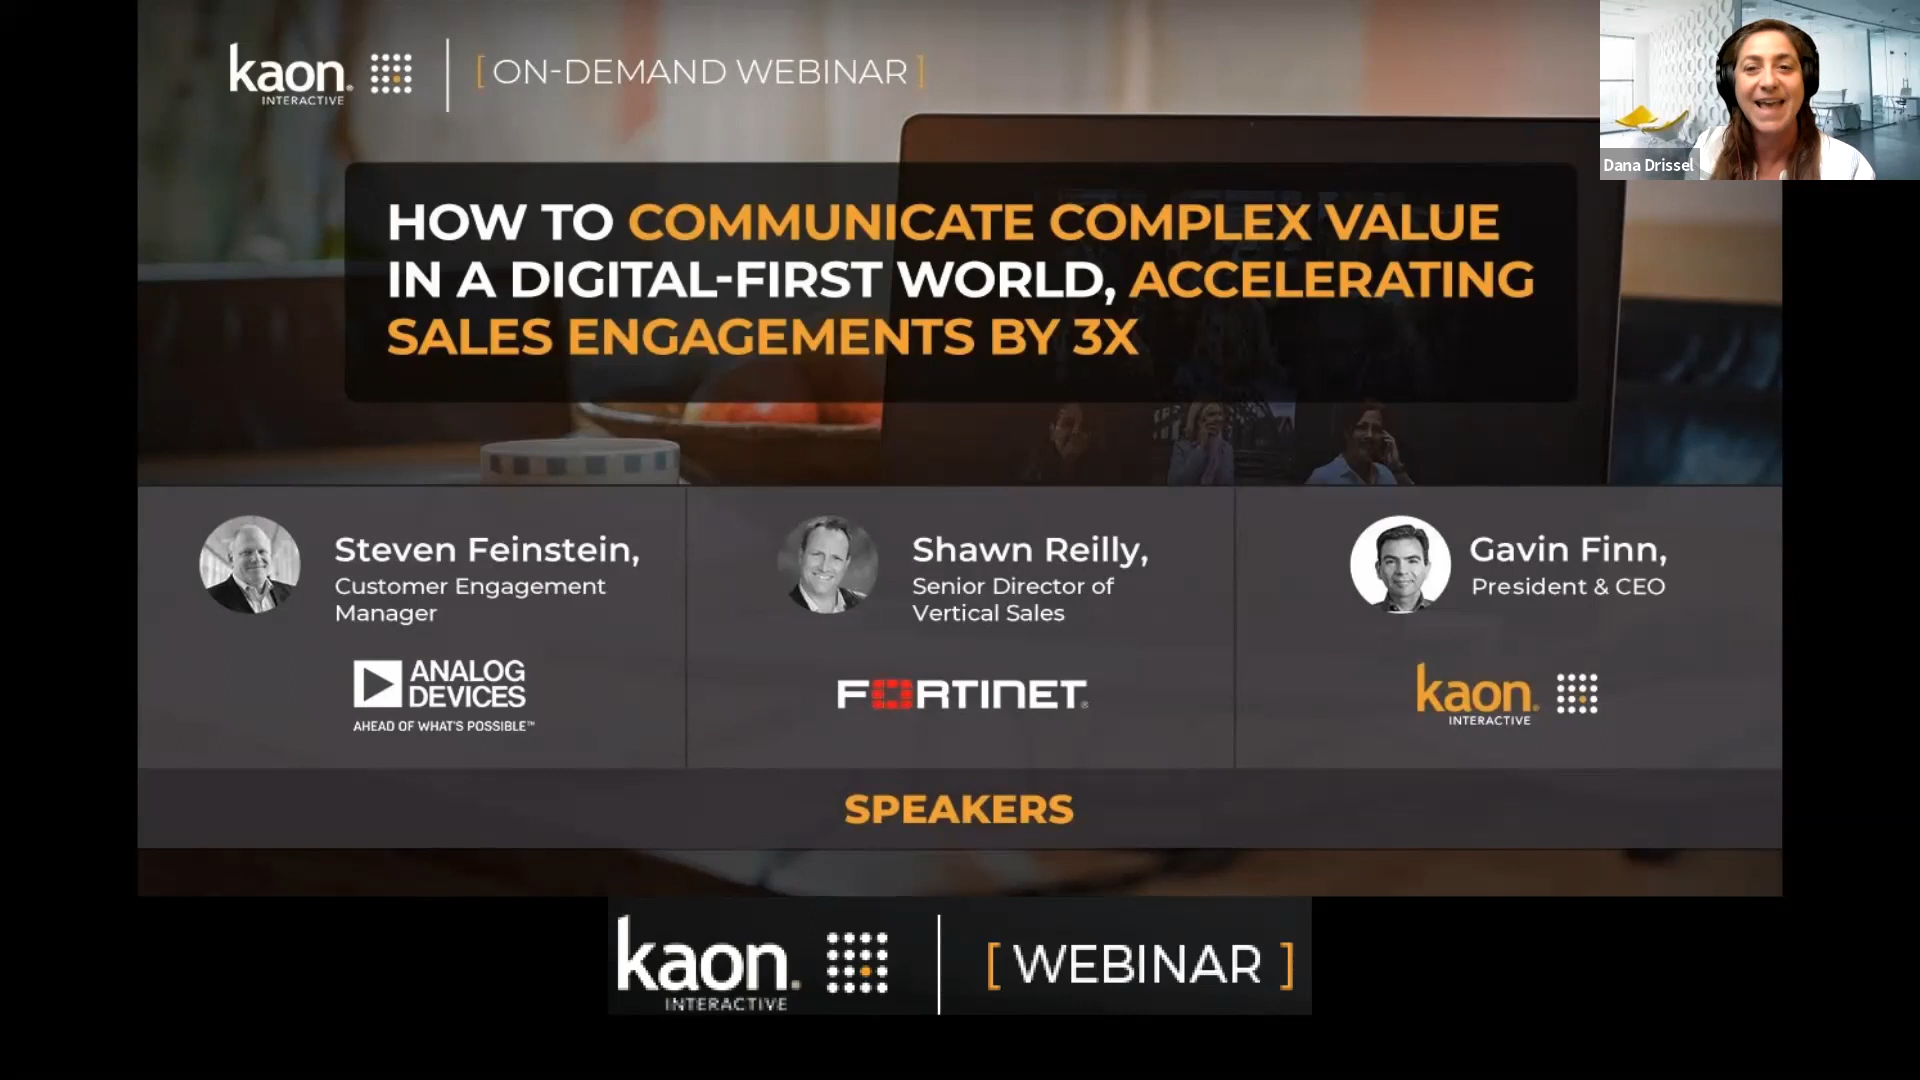 kaon.
INTERACTIVE
[ ON-DEMAND WEBINAR ]
Dana Drissel
HOW TO COMMUNICATE COMPLEX VALUE
IN A DIGITAL-FIRST WORLD, ACCELERATING
SALES ENGAGEMENTS BY 3X
Steven Feinstein,
Customer Engagement
Manager
ANALOG
DEVICES
AHEAD OF WHAT'S POSSIBLE™
Shawn Reilly,
Senior Director of
Vertical Sales
FORTINET®
Gavin Finn,
President & CEO
kaon.
INTERACTIVE
SPEAKERS
kaon.
INTERACTIVE
[ WEBINAR ]